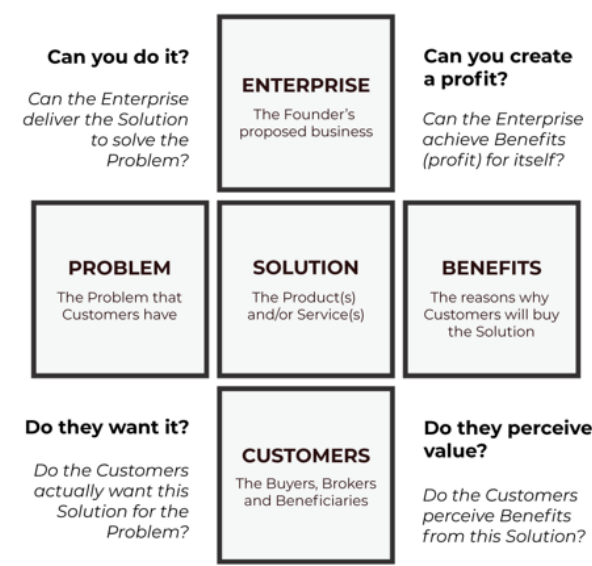 Can you do it?
Can the Enterprise
deliver the Solution
to solve the
Problem?
ENTERPRISE
The Founder's
proposed business
Can you create
a profit?
Can the Enterprise
achieve Benefits
(profit) for itself?
PROBLEM
The Problem that
Customers have
SOLUTION
The Product(s)
and/or Service(s)
BENEFITS
The reasons why
Customers will buy
the Solution
Do they want it?
Do the Customers
actually want this
Solution for the
Problem?
CUSTOMERS
The Buyers, Brokers
and Beneficiaries
Do they perceive
value?
Do the Customers
perceive Benefits
from this Solution?